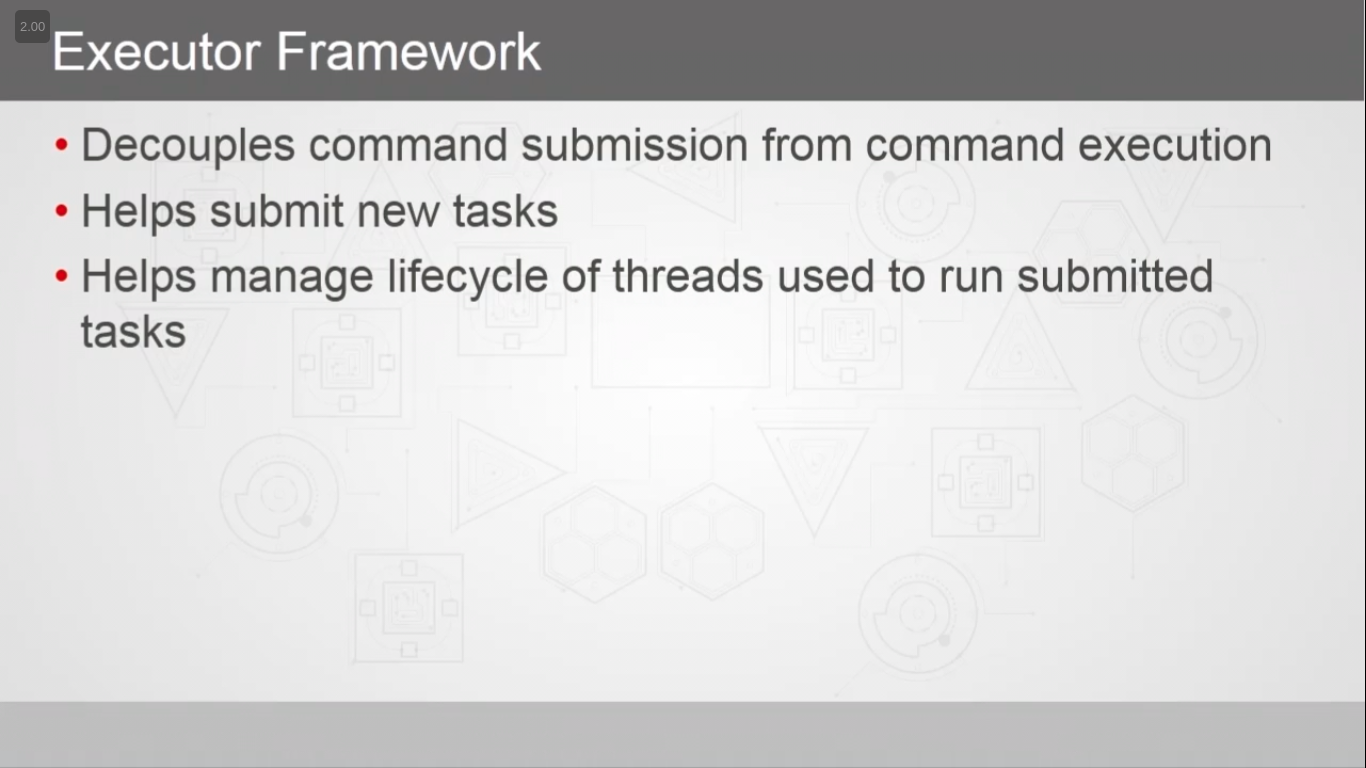 2.00
Executor Framework
• Decouples command submission from command execution
• Helps submit new tasks
• Helps manage lifecycle of threads used to run submitted
tasks